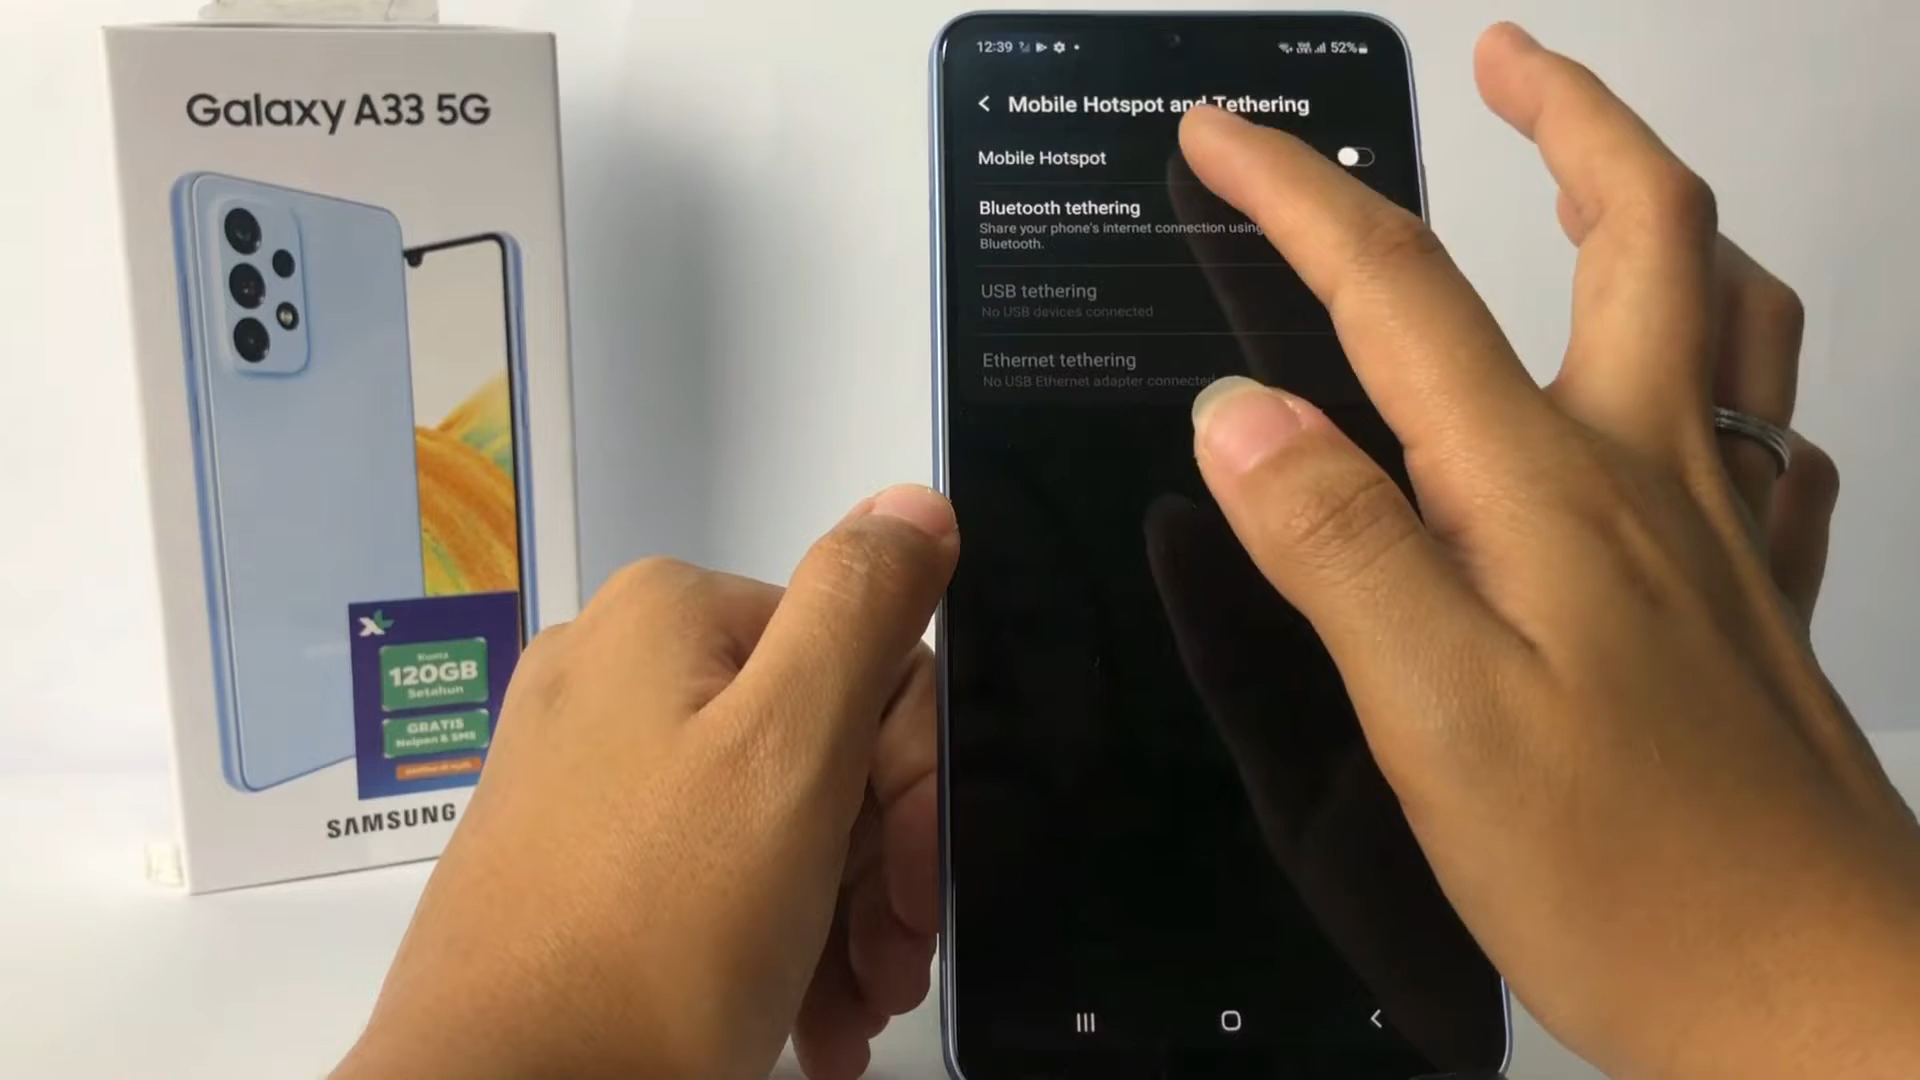 Galaxy A33 5G
XL
Kuota
120GB
Setahun
GRATIS
Nelpon & SMS
SAMSUNG
12:39
52%
Mobile Hotspot and Tethering
Mobile Hotspot
Bluetooth tethering
Share your phone's internet connection using
Bluetooth.
USB tethering
No USB devices connected
Ethernet tethering
No USB Ethernet adapter connected